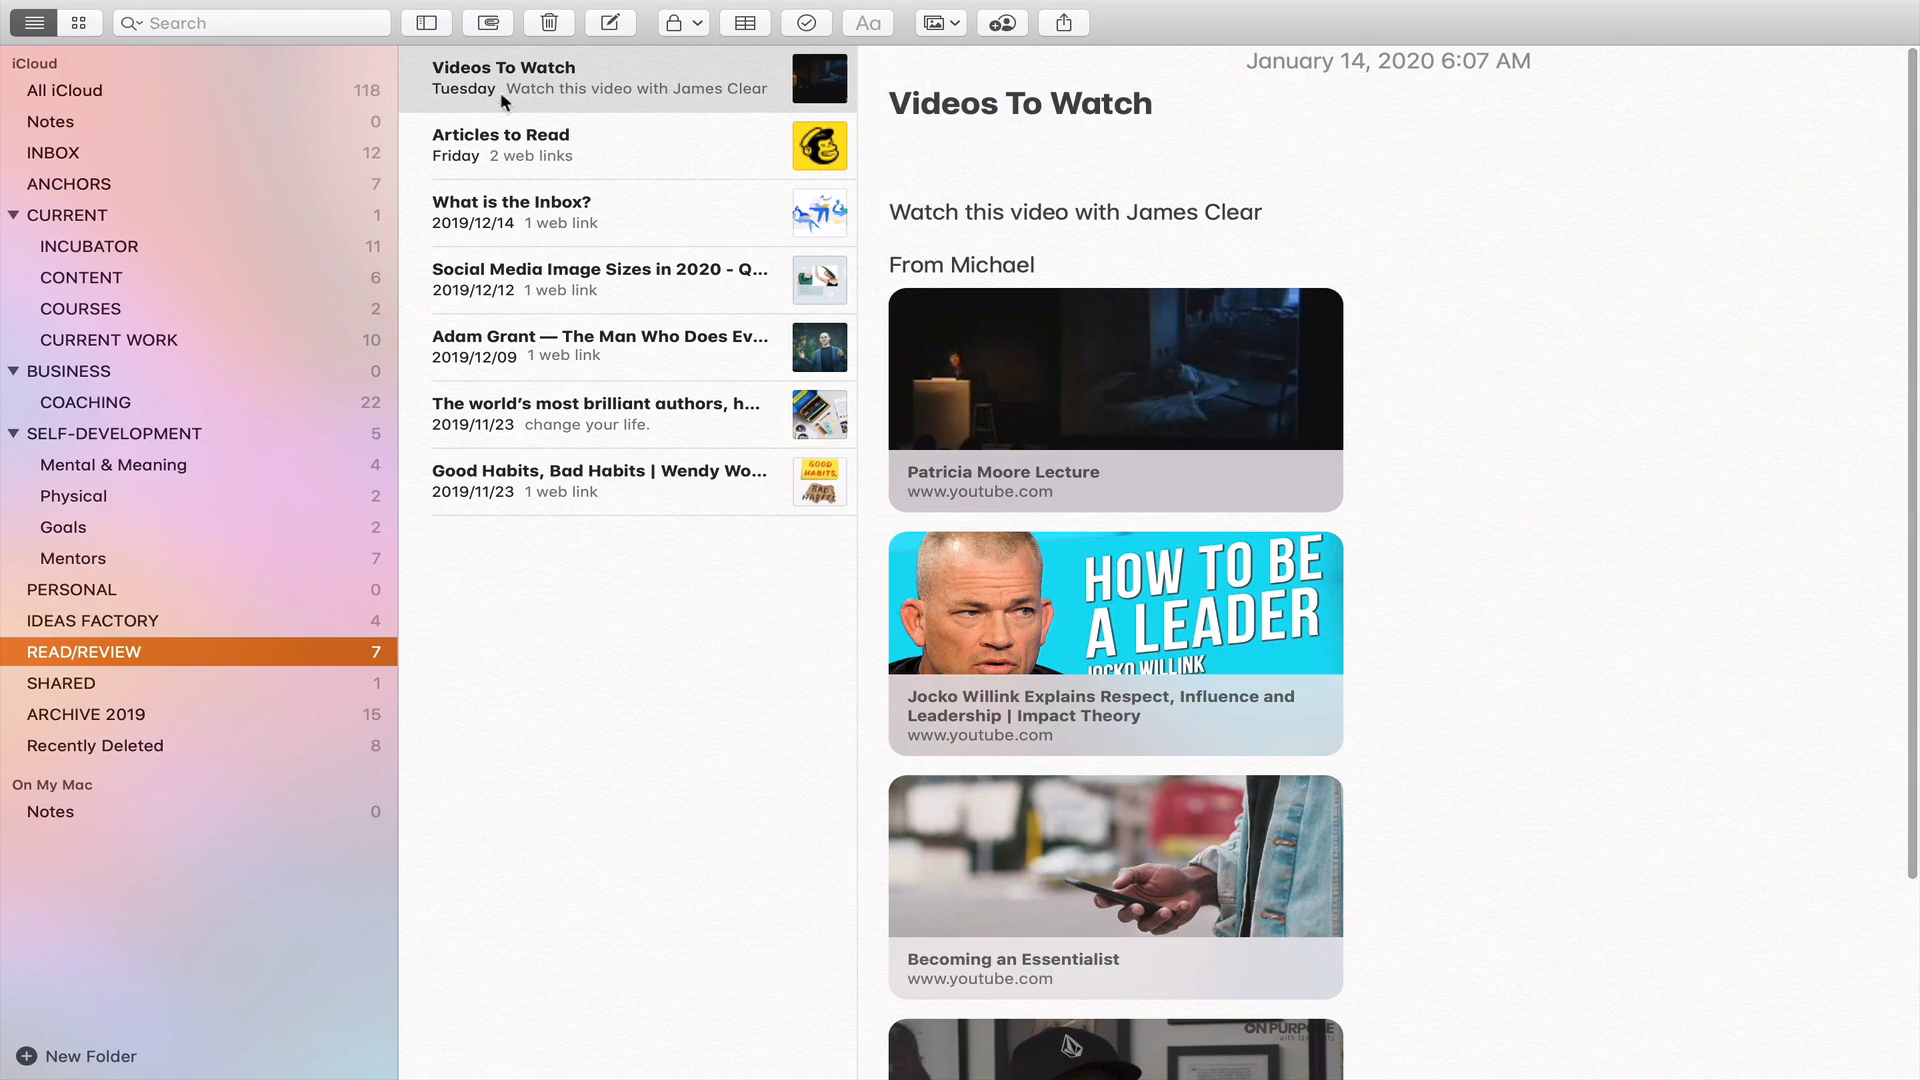 Search
Aa
iCloud
All iCloud 118
Notes 0
INBOX 12
ANCHORS 7
CURRENT 1
INCUBATOR 11
CONTENT 6
COURSES 2
CURRENT WORK 10
BUSINESS 0
COACHING 22
SELF-DEVELOPMENT 5
Mental & Meaning 4
Physical 2
Goals 2
Mentors 7
PERSONAL 0
IDEAS FACTORY 4
READ/REVIEW 7
SHARED 1
ARCHIVE 2019 15
Recently Deleted 8
On My Mac
Notes 0
New Folder
Videos To Watch
Tuesday Watch this video with James Clear
Articles to Read
Friday 2 web links
What is the Inbox?
2019/12/14 1 web link
Social Media Image Sizes in 2020 - Q...
2019/12/12 1 web link
Adam Grant — The Man Who Does Ev...
2019/12/09 1 web link
The world’s most brilliant authors, h...
2019/11/23 change your life.
Good Habits, Bad Habits | Wendy Wo...
2019/11/23 1 web link
GOOD
HABITS,
BAD
HABITS
January 14, 2020 6:07 AM
Videos To Watch
Watch this video with James Clear
From Michael
Patricia Moore Lecture
www.youtube.com
HOW TO BE
A LEADER
JOCKO WILLINK
Jocko Willink Explains Respect, Influence and
Leadership | Impact Theory
www.youtube.com
Becoming an Essentialist
www.youtube.com
ON PURPOSE